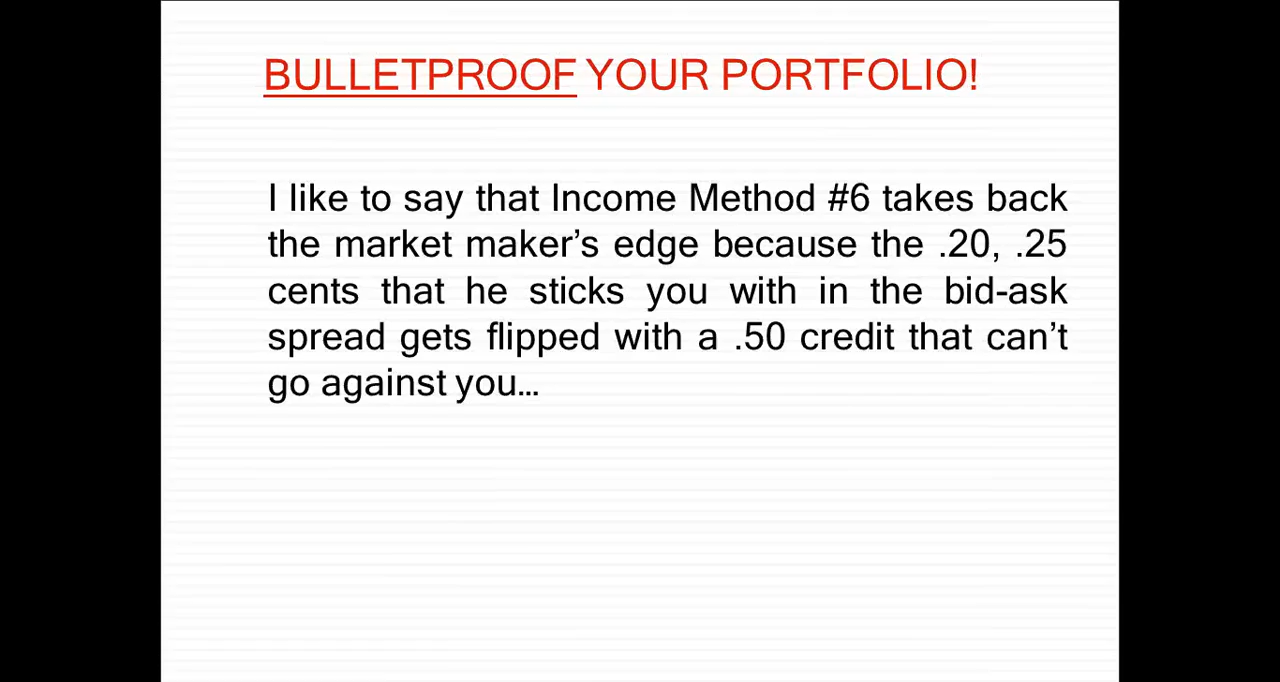 BULLETPROOF YOUR PORTFOLIO!
I like to say that Income Method #6 takes back
the market maker’s edge because the .20, .25
cents that he sticks you with in the bid-ask
spread gets flipped with a .50 credit that can’t
go against you…